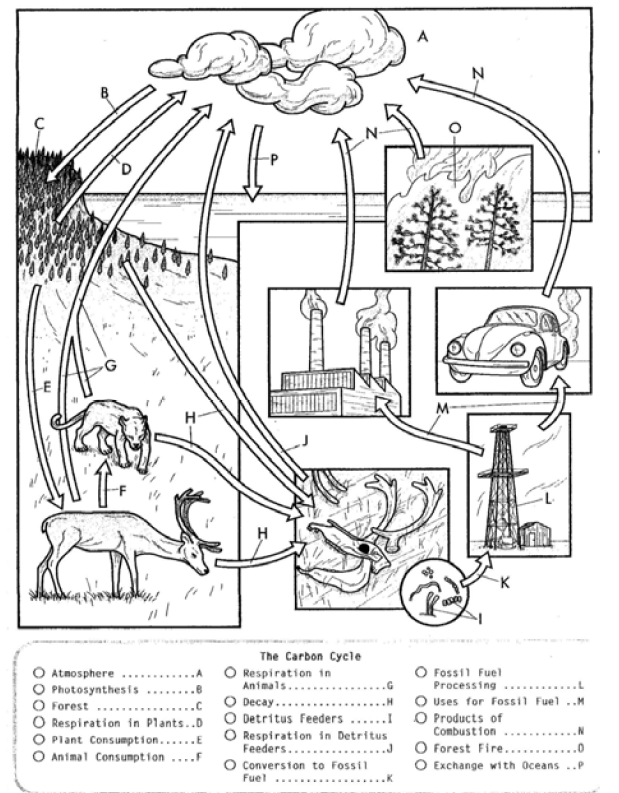 A
B
N
C
N
O
P
D
G
E
H
M
J
F
L
H
K
I
The Carbon Cycle
Atmosphere ............A
Photosynthesis ........B
Forest ................C
Respiration in Plants..D
Plant Consumption......E
Animal Consumption ....F
Respiration in
Animals................G
Decay..................H
Detritus Feeders ......I
Respiration in Detritus
Feeders................J
Conversion to Fossil
Fuel ..................K
Fossil Fuel
Processing ............L
Uses for Fossil Fuel ..M
Products of
Combustion ............N
Forest Fire............O
Exchange with Oceans ..P